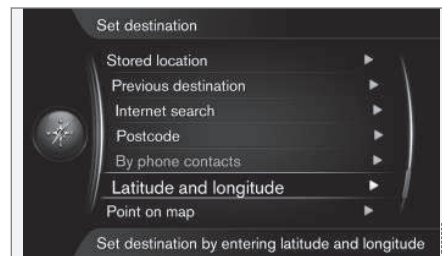 Set destination
Stored location
Previous destination
Internet search
Postcode
By phone contacts
Latitude and longitude
Point on map
Set destination by entering latitude and longitude